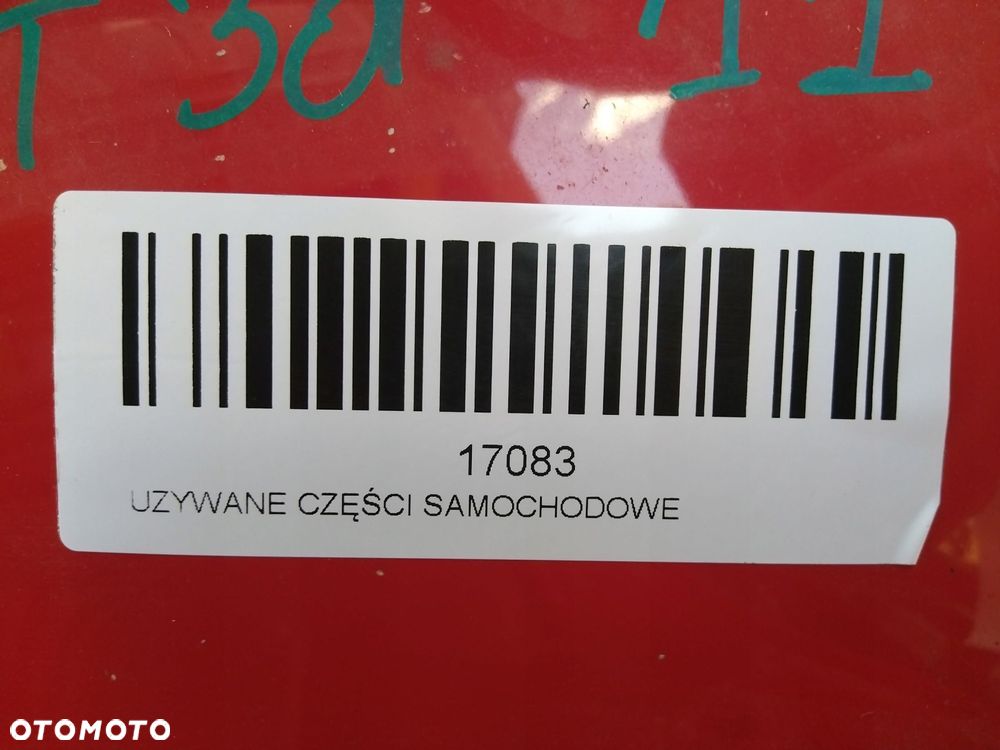 17083
UZYWANE CZĘŚCI SAMOCHODOWE
OTOMOTO